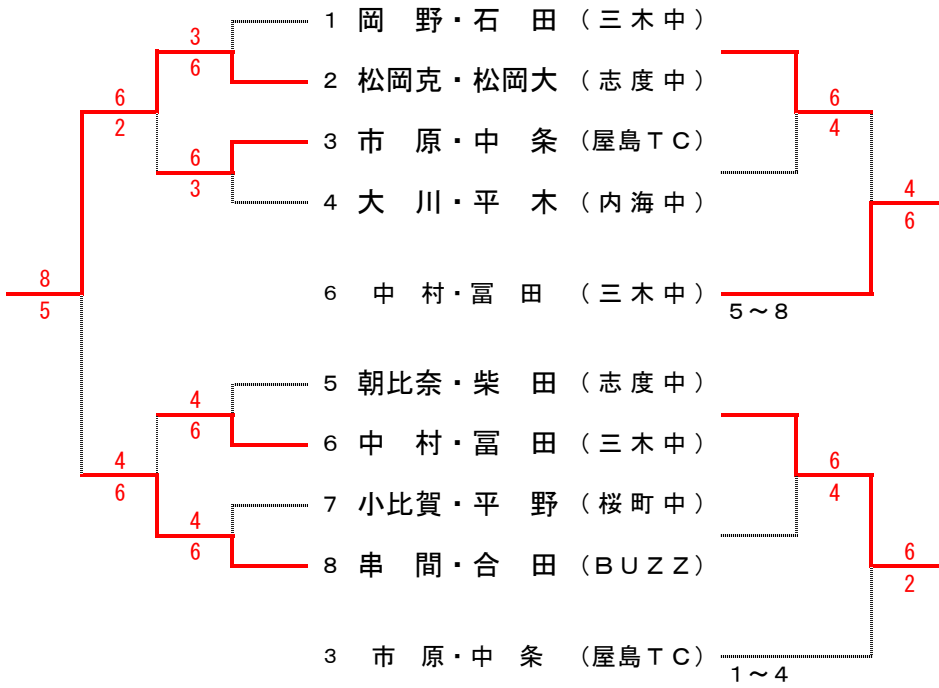 1 岡 野・石 田 (三木中)
3
6
2 松岡克・松岡大 (志度中)
6
2
6
4
3 市 原・中 条 (屋島TC)
6
3
4 大 川・平 木 (内海中)
4
6
8
5
6 中 村・冨 田 (三木中)
5～8
5 朝比奈・柴 田 (志度中)
4
6
6 中 村・冨 田 (三木中)
4
6
6
4
7 小比賀・平 野 (桜町中)
4
6
8 串 間・合 田 (BUZZ)
6
2
3 市 原・中 条 (屋島TC)
1～4